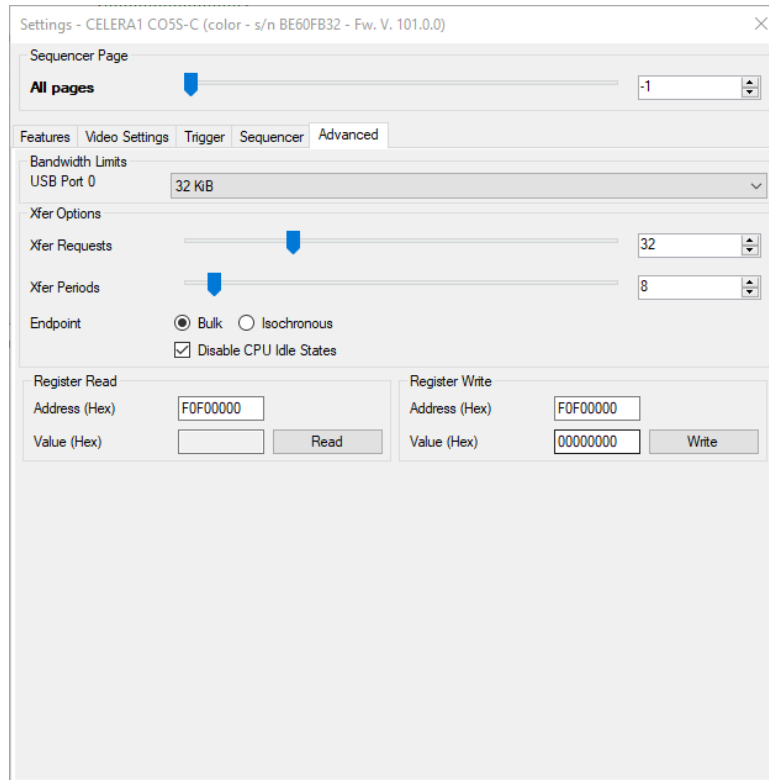 Settings - CELERA1 CO5S-C (color - s/n BE60FB32 - Fw. V. 101.0.0)
Sequencer Page
All pages -1
Features Video Settings Trigger Sequencer Advanced
Bandwidth Limits
USB Port 0 32 KiB
Xfer Options
Xfer Requests 32
Xfer Periods 8
Endpoint Bulk Isochronous
Disable CPU Idle States
Register Read Register Write
Address (Hex) F0F00000 Address (Hex) F0F00000
Value (Hex) Read Value (Hex) 00000000 Write